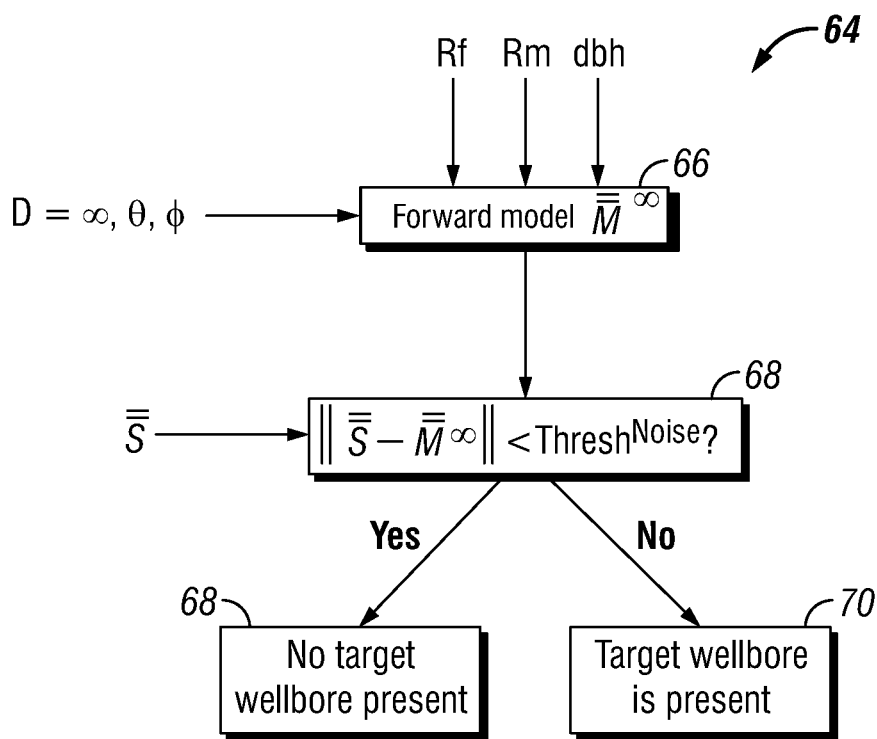 64
Rf Rm dbh
66
D = ∞, θ, ϕ
Forward model M̿ ∞
68
S̿
‖ S̿ – M̿ ∞ ‖ < Thresh^Noise?
Yes No
68 70
No target
wellbore present
Target wellbore
is present